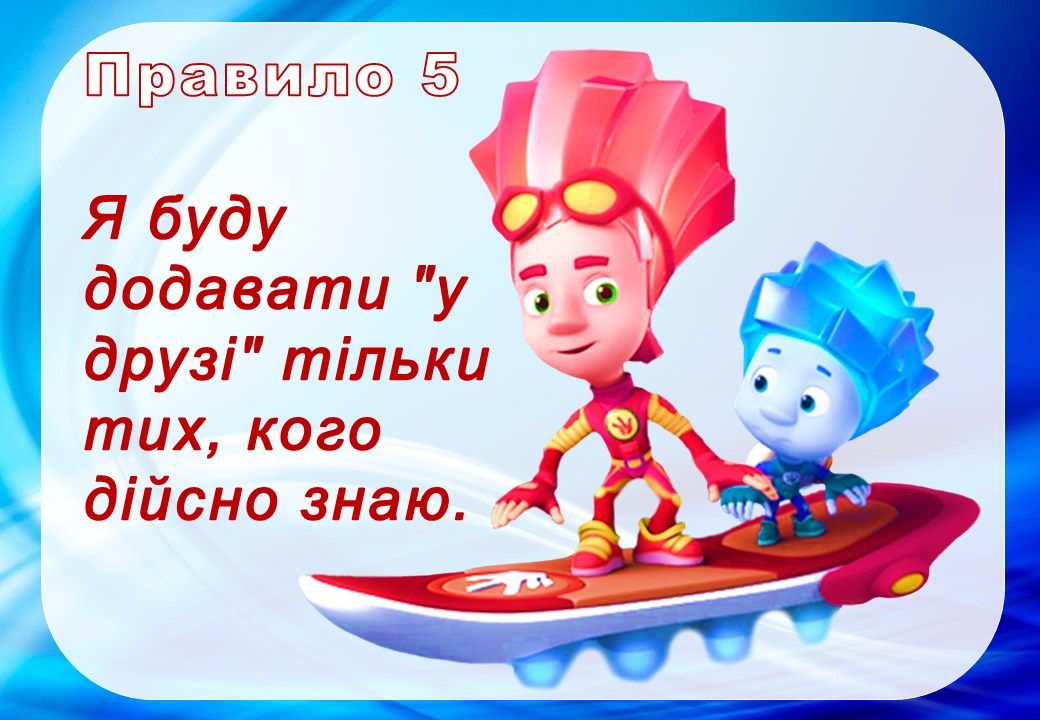 Правило 5
Я буду
додавати "у
друзі" тільки
тих, кого
дійсно знаю.